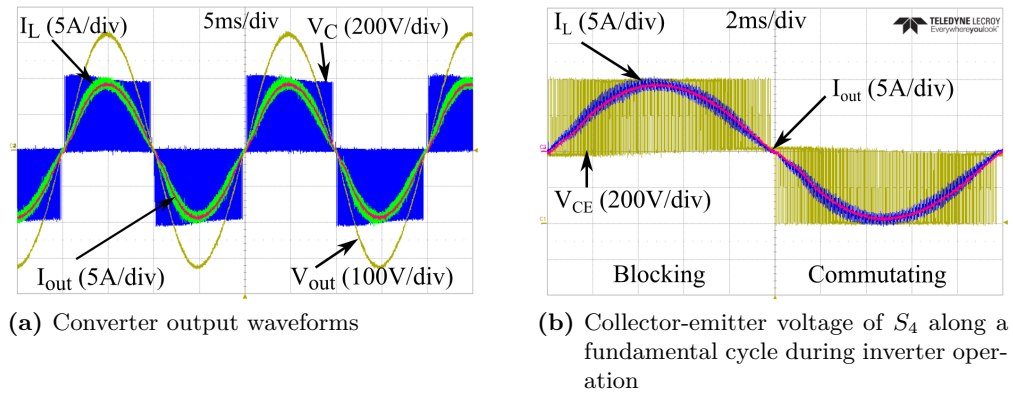 I_L (5A/div)
5ms/div
V_C (200V/div)
I_out (5A/div)
V_out (100V/div)
(a) Converter output waveforms
I_L (5A/div)
2ms/div
TELEDYNE LECROY
Everywhereyoulook"
I_out (5A/div)
V_CE (200V/div)
Blocking
Commutating
(b) Collector-emitter voltage of S_4 along a
fundamental cycle during inverter oper-
ation